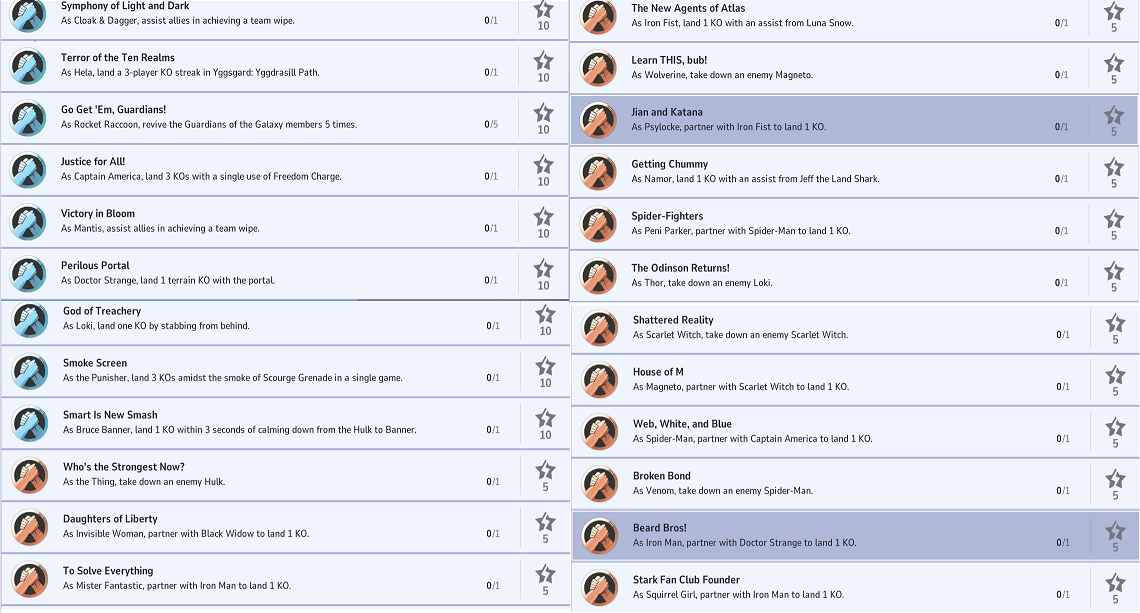 Symphony of Light and Dark
As Cloak & Dagger, assist allies in achieving a team wipe.
0/1
10
Terror of the Ten Realms
As Hela, land a 3-player KO streak in Yggsgard: Yggdrasill Path.
0/1
10
Go Get 'Em, Guardians!
As Rocket Raccoon, revive the Guardians of the Galaxy members 5 times.
0/5
10
Justice for All!
As Captain America, land 3 KOs with a single use of Freedom Charge.
0/1
10
Victory in Bloom
As Mantis, assist allies in achieving a team wipe.
0/1
10
Perilous Portal
As Doctor Strange, land 1 terrain KO with the portal.
0/1
10
God of Treachery
As Loki, land one KO by stabbing from behind.
0/1
10
Smoke Screen
As the Punisher, land 3 KOs amidst the smoke of Scourge Grenade in a single game.
0/1
10
Smart Is New Smash
As Bruce Banner, land 1 KO within 3 seconds of calming down from the Hulk to Banner.
0/1
10
Who's the Strongest Now?
As the Thing, take down an enemy Hulk.
0/1
5
Daughters of Liberty
As Invisible Woman, partner with Black Widow to land 1 KO.
0/1
5
To Solve Everything
As Mister Fantastic, partner with Iron Man to land 1 KO.
0/1
5
The New Agents of Atlas
As Iron Fist, land 1 KO with an assist from Luna Snow.
0/1
5
Learn THIS, bub!
As Wolverine, take down an enemy Magneto.
0/1
5
Jian and Katana
As Psylocke, partner with Iron Fist to land 1 KO.
0/1
5
Getting Chummy
As Namor, land 1 KO with an assist from Jeff the Land Shark.
0/1
5
Spider-Fighters
As Peni Parker, partner with Spider-Man to land 1 KO.
0/1
5
The Odinson Returns!
As Thor, take down an enemy Loki.
0/1
5
Shattered Reality
As Scarlet Witch, take down an enemy Scarlet Witch.
0/1
5
House of M
As Magneto, partner with Scarlet Witch to land 1 KO.
0/1
5
Web, White, and Blue
As Spider-Man, partner with Captain America to land 1 KO.
0/1
5
Broken Bond
As Venom, take down an enemy Spider-Man.
0/1
5
Beard Bros!
As Iron Man, partner with Doctor Strange to land 1 KO.
0/1
5
Stark Fan Club Founder
As Squirrel Girl, partner with Iron Man to land 1 KO.
0/1
5